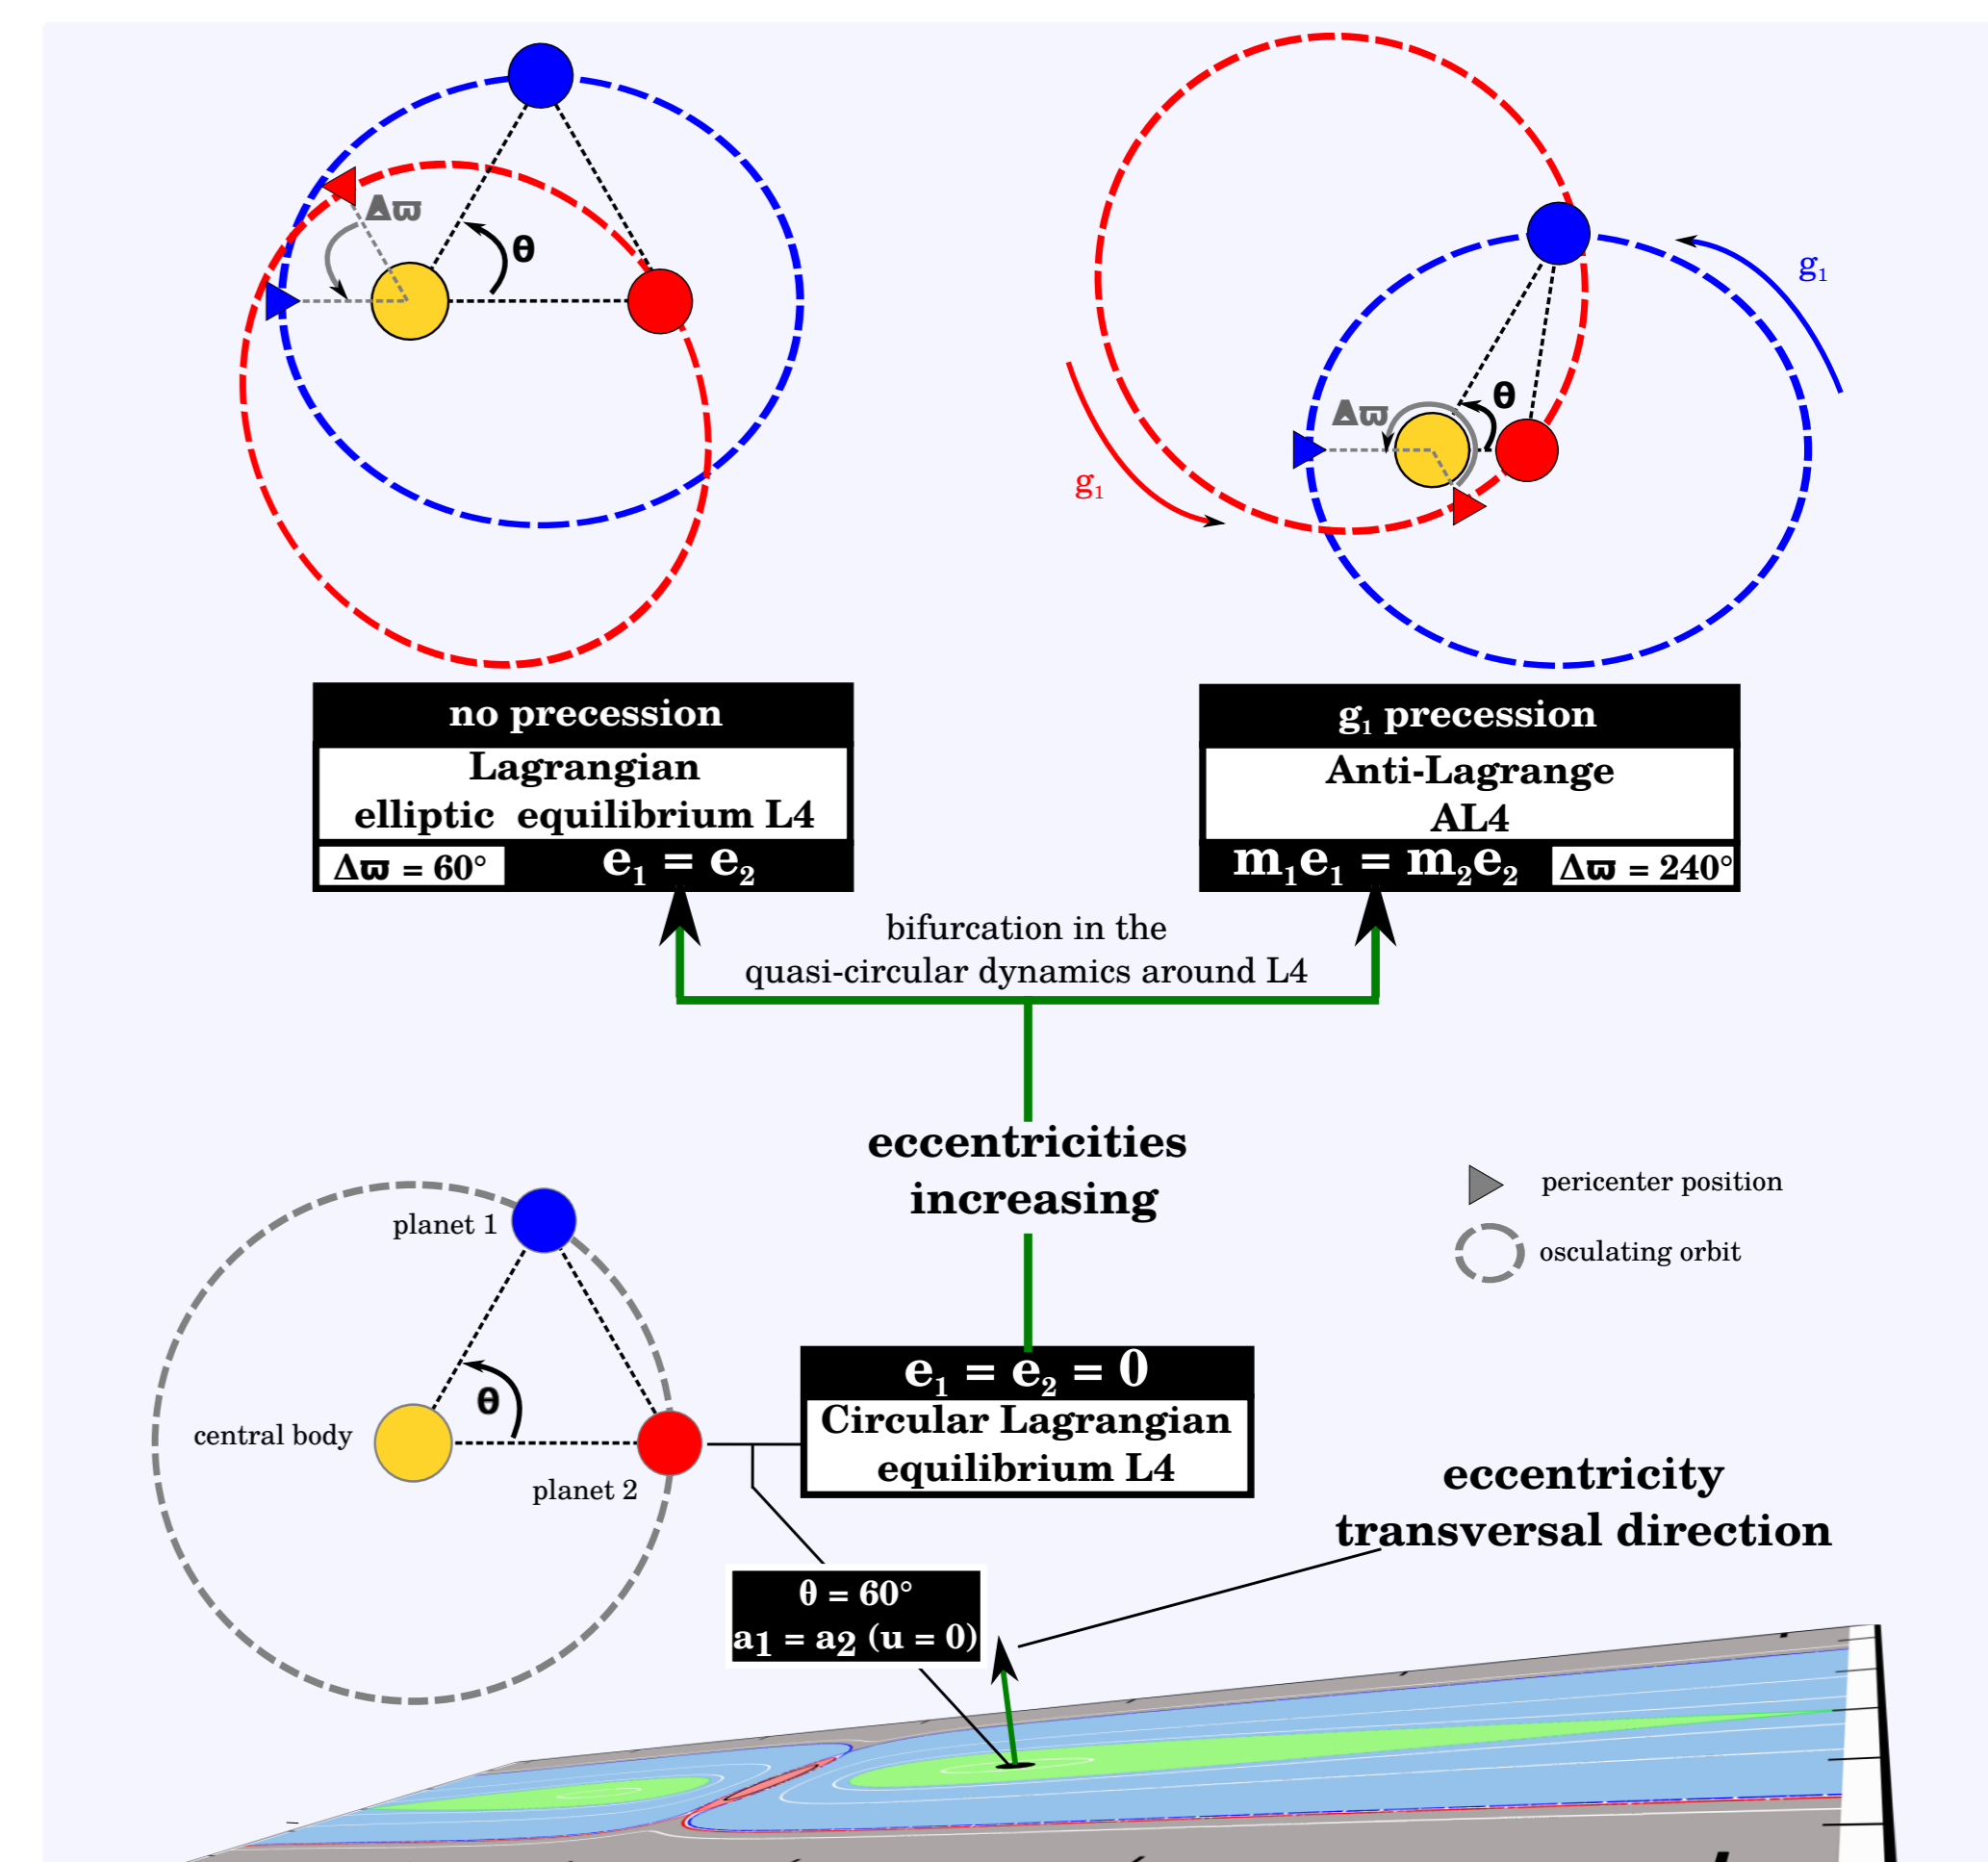 Δϖ
θ
g₁
Δϖ
θ
g₁
no precession
Lagrangian
elliptic equilibrium L4
Δϖ = 60°
e₁ = e₂
g₁ precession
Anti-Lagrange
AL4
m₁e₁ = m₂e₂
Δϖ = 240°
bifurcation in the
quasi-circular dynamics around L4
eccentricities
increasing
pericenter position
osculating orbit
planet 1
θ
central body
planet 2
e₁ = e₂ = 0
Circular Lagrangian
equilibrium L4
eccentricity
transversal direction
θ = 60°
a₁ = a₂ (u = 0)